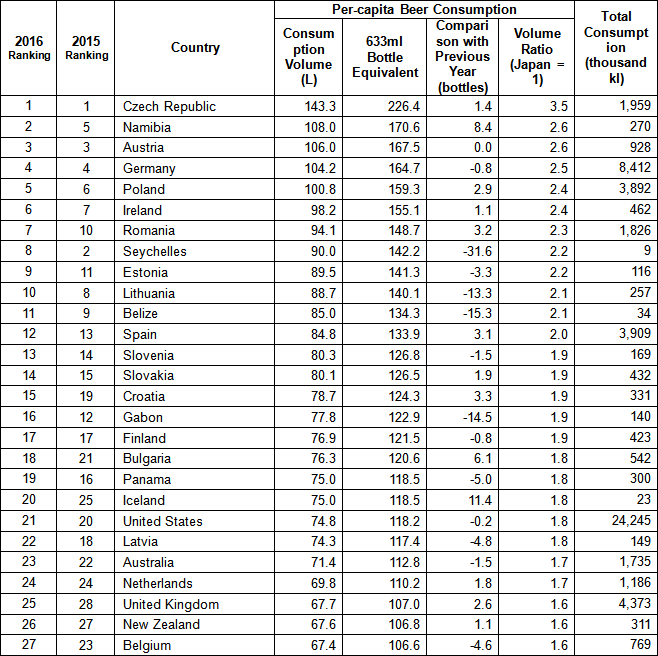 Per-capita Beer Consumption
2016 Ranking 2015 Ranking Country Consum ption Volume (L) 633ml Bottle Equivalent Compari son with Previous Year (bottles) Volume Ratio (Japan = 1) Total Consumpt ion (thousand kl)
1 1 Czech Republic 143.3 226.4 1.4 3.5 1,959
2 5 Namibia 108.0 170.6 8.4 2.6 270
3 3 Austria 106.0 167.5 0.0 2.6 928
4 4 Germany 104.2 164.7 -0.8 2.5 8,412
5 6 Poland 100.8 159.3 2.9 2.4 3,892
6 7 Ireland 98.2 155.1 1.1 2.4 462
7 10 Romania 94.1 148.7 3.2 2.3 1,826
8 2 Seychelles 90.0 142.2 -31.6 2.2 9
9 11 Estonia 89.5 141.3 -3.3 2.2 116
10 8 Lithuania 88.7 140.1 -13.3 2.1 257
11 9 Belize 85.0 134.3 -15.3 2.1 34
12 13 Spain 84.8 133.9 3.1 2.0 3,909
13 14 Slovenia 80.3 126.8 -1.5 1.9 169
14 15 Slovakia 80.1 126.5 1.9 1.9 432
15 19 Croatia 78.7 124.3 3.3 1.9 331
16 12 Gabon 77.8 122.9 -14.5 1.9 140
17 17 Finland 76.9 121.5 -0.8 1.9 423
18 21 Bulgaria 76.3 120.6 6.1 1.8 542
19 16 Panama 75.0 118.5 -5.0 1.8 300
20 25 Iceland 75.0 118.5 11.4 1.8 23
21 20 United States 74.8 118.2 -0.2 1.8 24,245
22 18 Latvia 74.3 117.4 -4.8 1.8 149
23 22 Australia 71.4 112.8 -1.5 1.7 1,735
24 24 Netherlands 69.8 110.2 1.8 1.7 1,186
25 28 United Kingdom 67.7 107.0 2.6 1.6 4,373
26 27 New Zealand 67.6 106.8 1.1 1.6 311
27 23 Belgium 67.4 106.6 -4.6 1.6 769